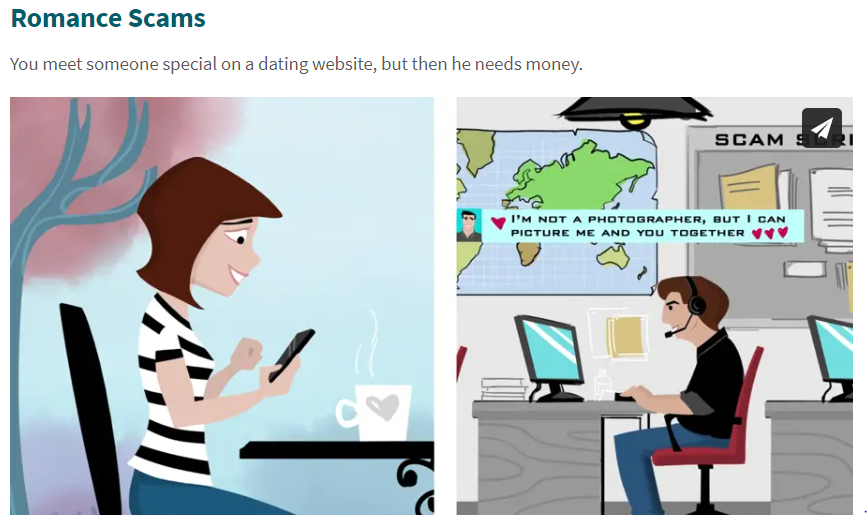 Romance Scams
You meet someone special on a dating website, but then he needs money.
SCAM
I'M NOT A PHOTOGRAPHER, BUT I CAN
PICTURE ME AND YOU TOGETHER